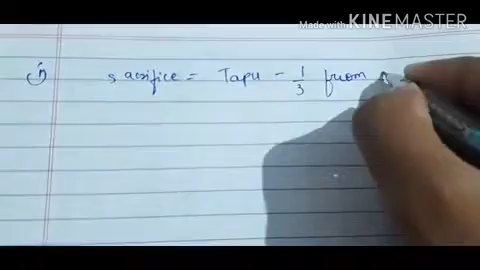 Made with KINEMASTER
i) sacrifice = Tapu - 1/3 from